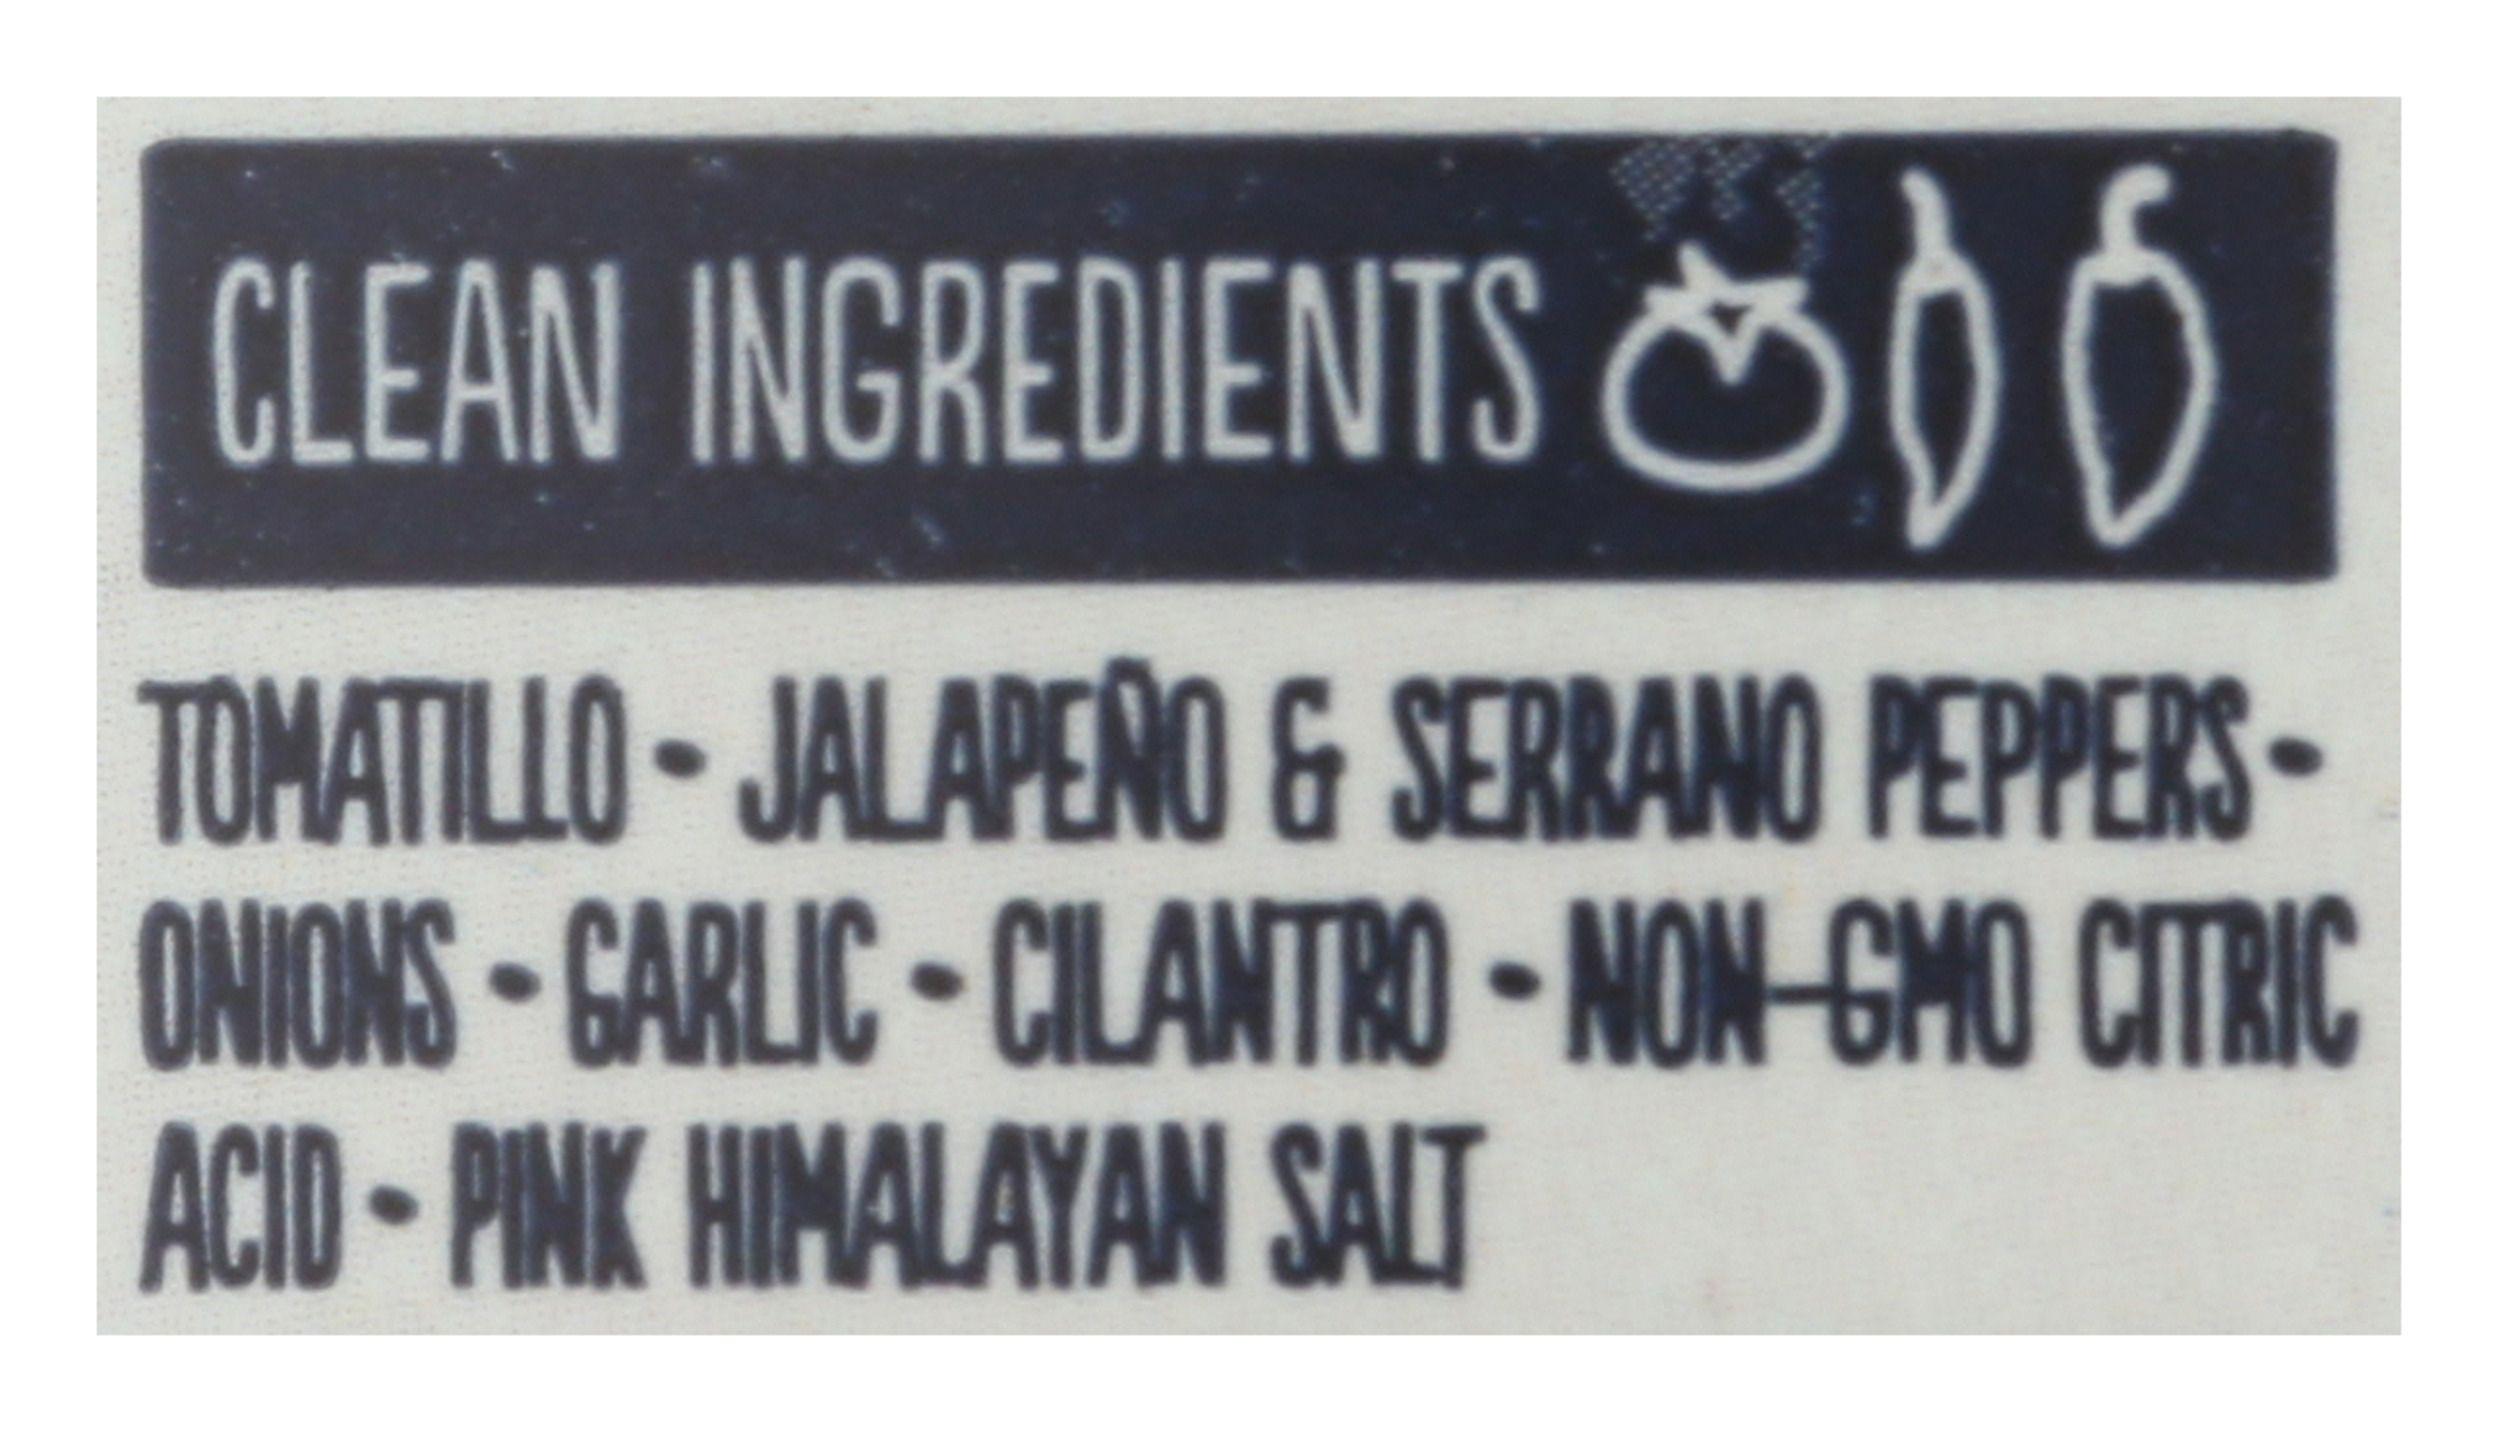 CLEAN INGREDIENTS
TOMATILLO • JALAPEÑO & SERRANO PEPPERS •
ONIONS • GARLIC • CILANTRO • NON-GMO CITRIC
ACID • PINK HIMALAYAN SALT